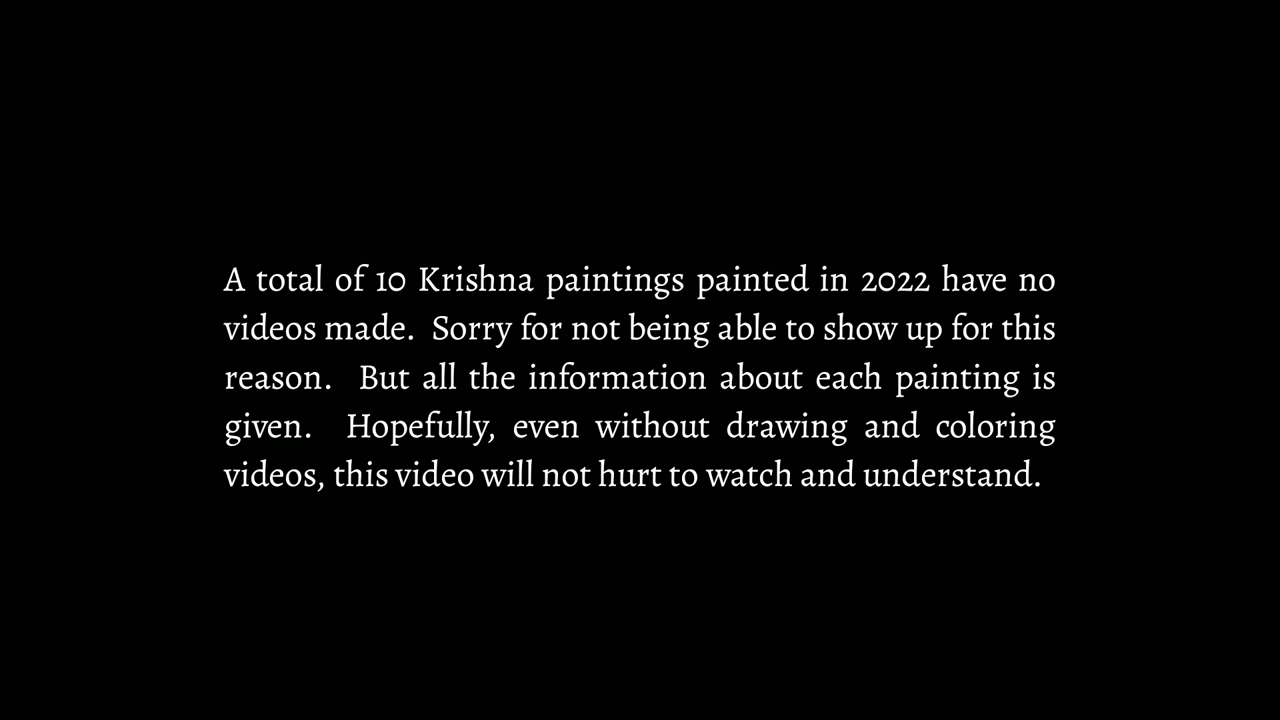 A total of 10 Krishna paintings painted in 2022 have no
videos made.  Sorry for not being able to show up for this
reason.  But all the information about each painting is
given.  Hopefully, even without drawing and coloring
videos, this video will not hurt to watch and understand.